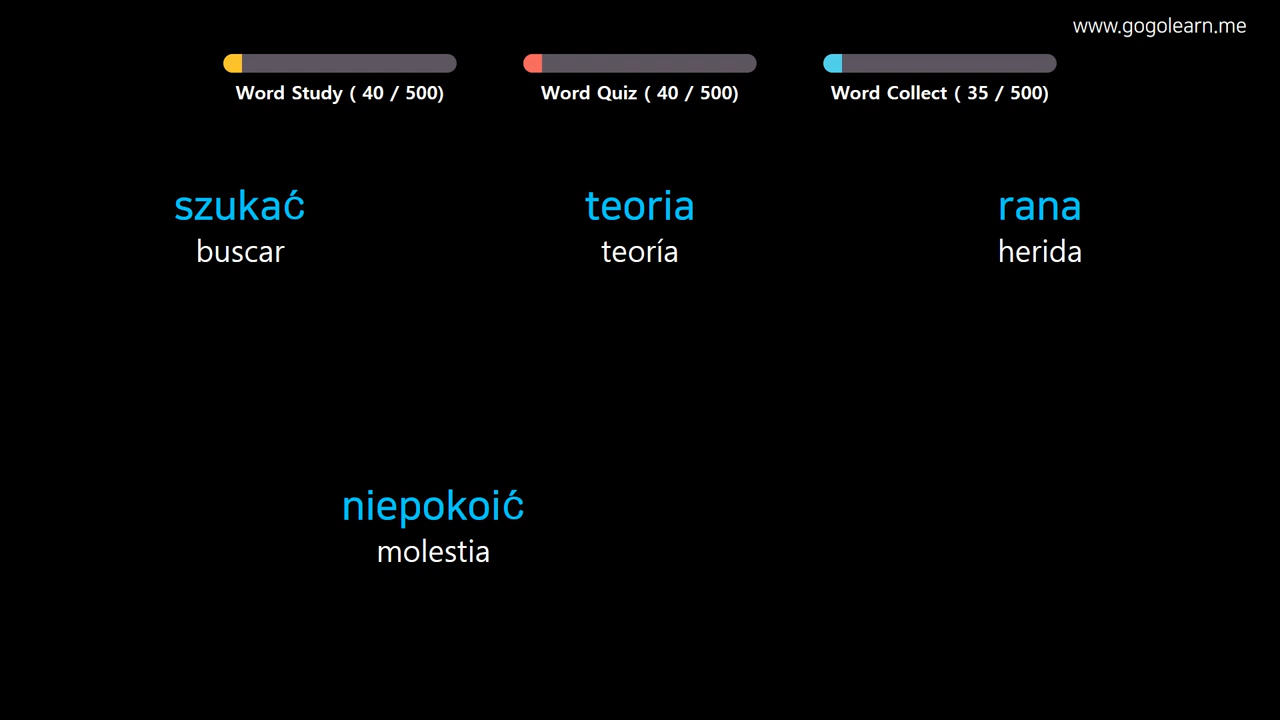 www.gogolearn.me
Word Study ( 40 / 500)
Word Quiz ( 40 / 500)
Word Collect ( 35 / 500)
szukać
buscar
teoria
teoría
rana
herida
niepokoić
molestia